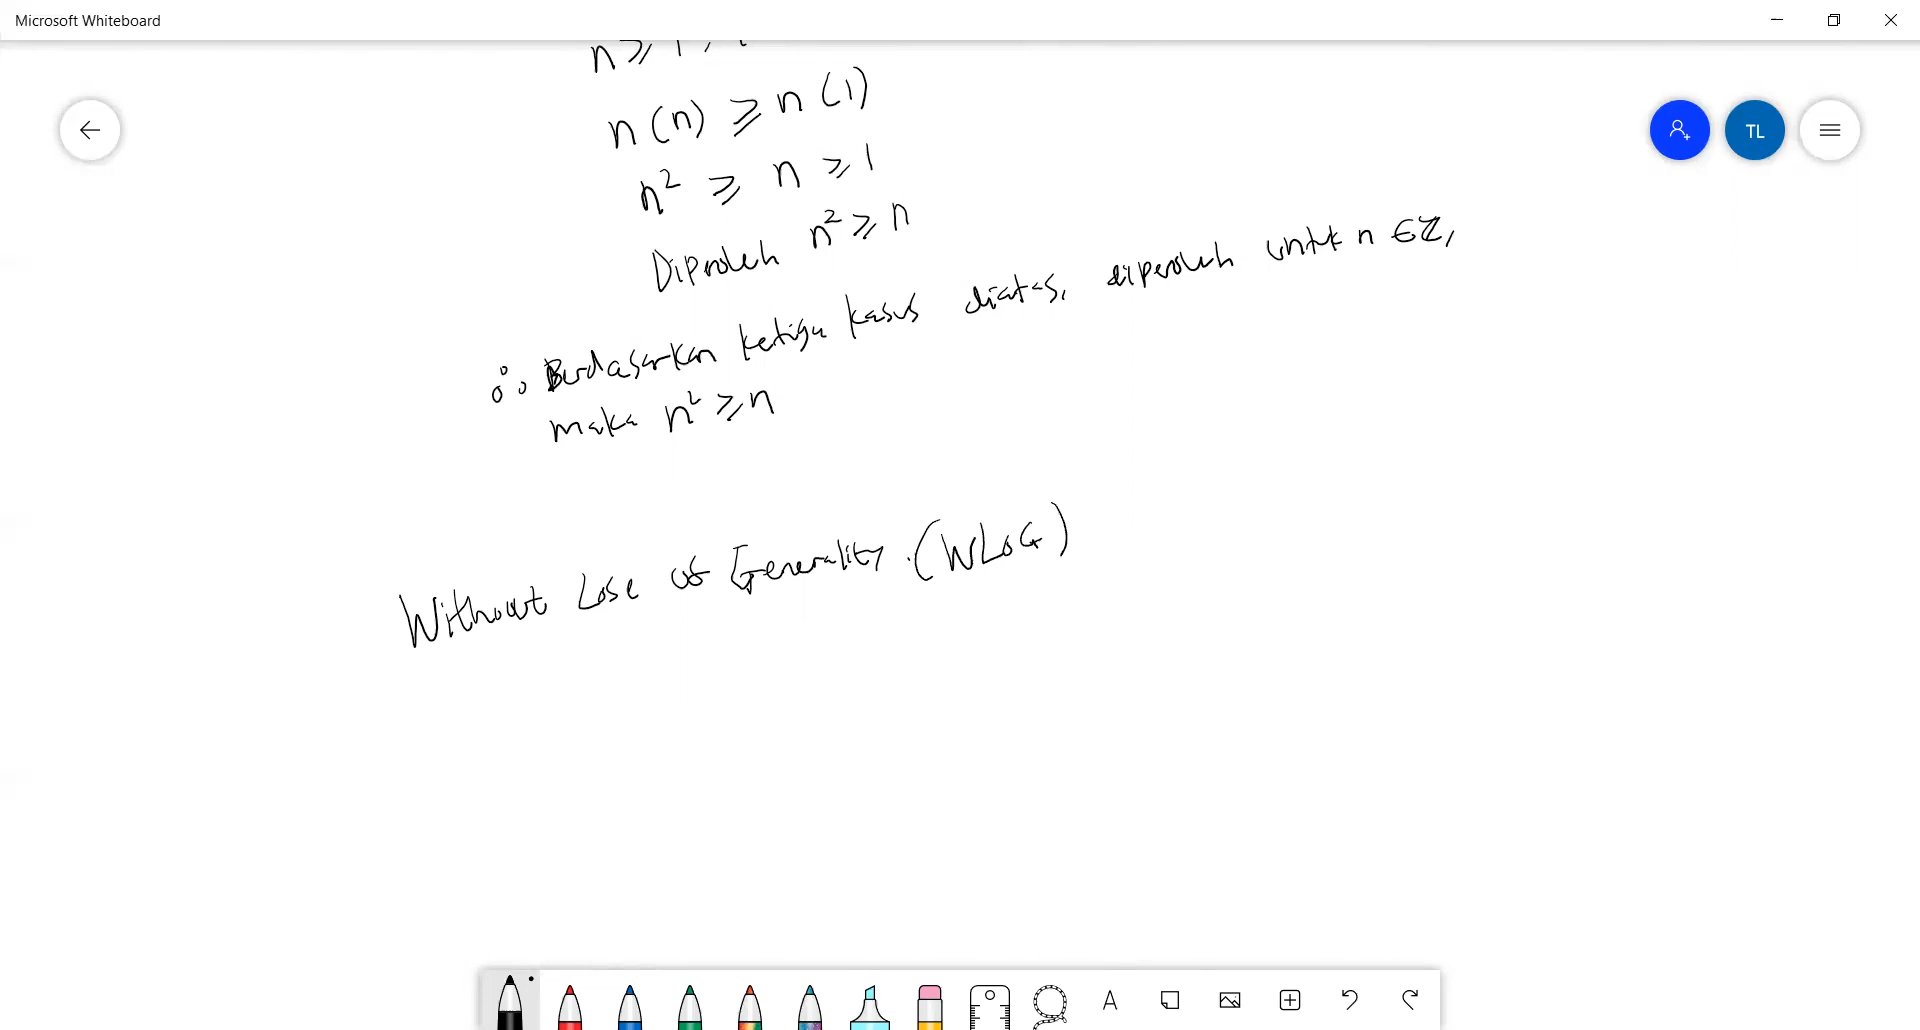 Microsoft Whiteboard
n ≥ 1,
n(n) ≥ n(1)
n² ≥ n ≥ 1
Diperoleh n² ≥ n
∴ Berdasarkan ketiga kasus diatas, diperoleh untuk n ∈ ℤ,
maka n² ≥ n
Without Lose of Generality. (WLOG)
TL
A